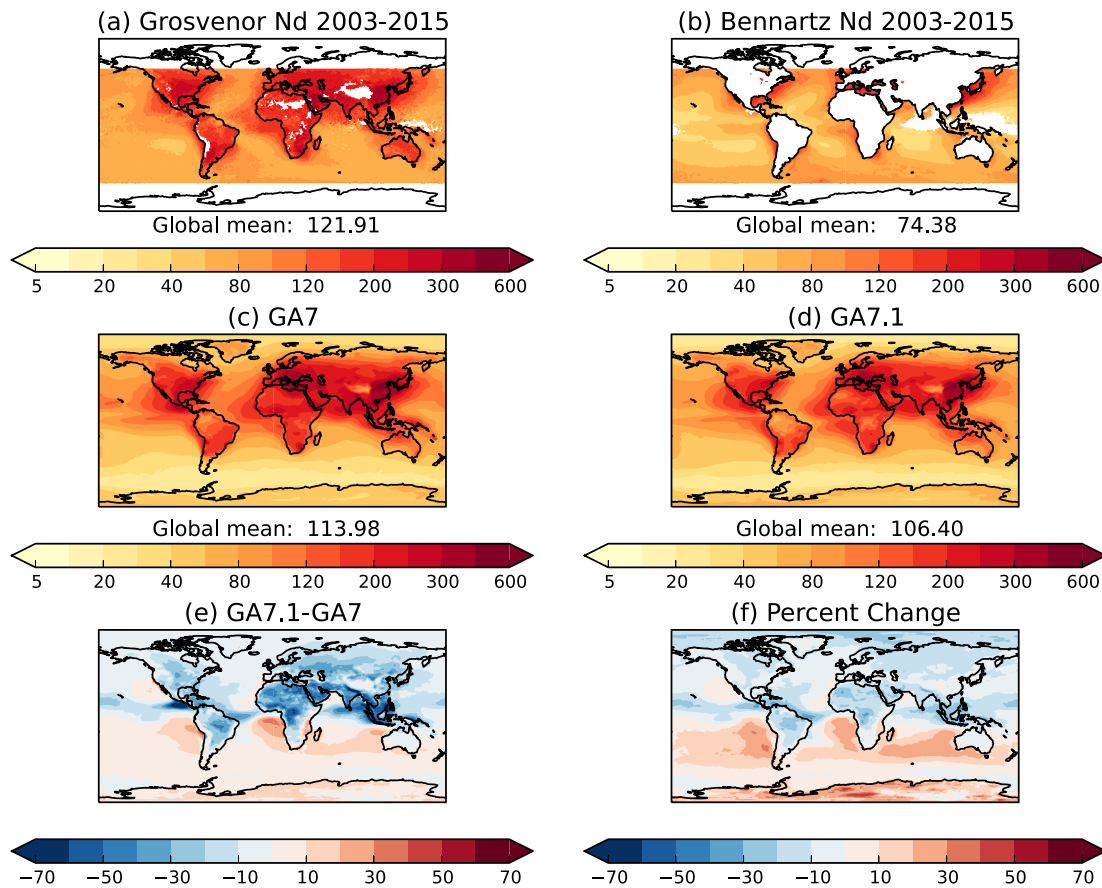 (a) Grosvenor Nd 2003-2015
(b) Bennartz Nd 2003-2015
Global mean: 121.91
Global mean: 74.38
5 20 40 80 120 200 300 600
5 20 40 80 120 200 300 600
(c) GA7
(d) GA7.1
Global mean: 113.98
Global mean: 106.40
5 20 40 80 120 200 300 600
5 20 40 80 120 200 300 600
(e) GA7.1-GA7
(f) Percent Change
−70 −50 −30 −10 10 30 50 70
−70 −50 −30 −10 10 30 50 70